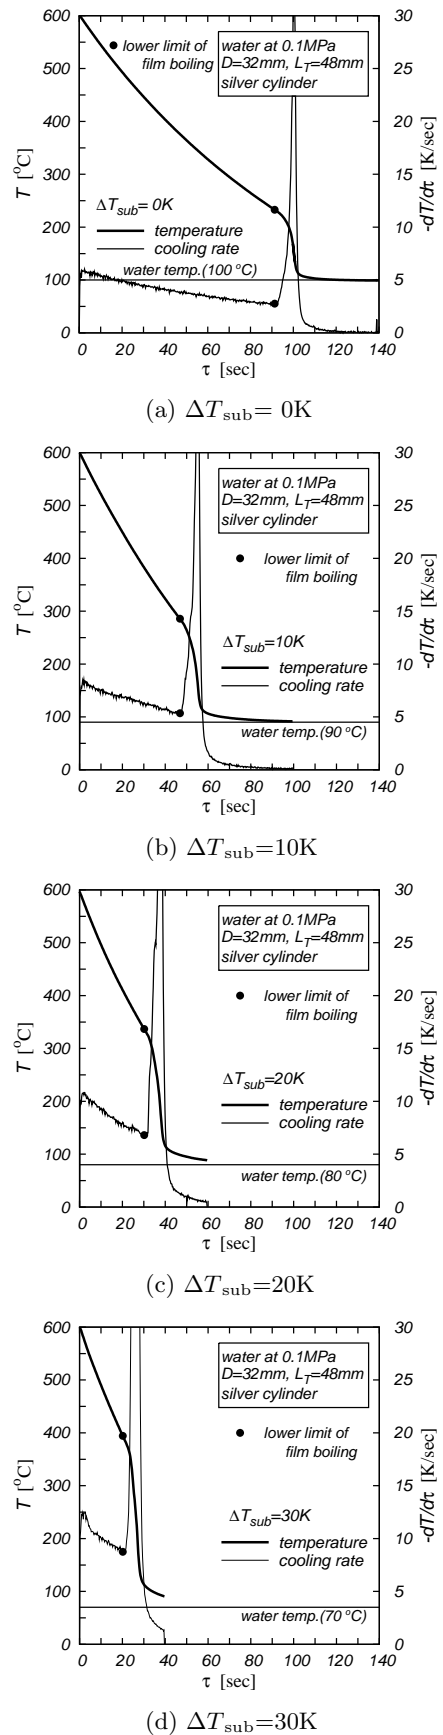 600
500
400
300
200
100
0
T [°C]
30
25
20
15
10
5
0
-dT/dτ [K/sec]
lower limit of
film boiling
water at 0.1MPa
D=32mm, L_T=48mm
silver cylinder
ΔT_sub= 0K
temperature
cooling rate
water temp.(100 °C)
0 20 40 60 80 100 120 140
τ [sec]
(a) ΔT_sub= 0K
600
500
400
300
200
100
0
T [°C]
30
25
20
15
10
5
0
-dT/dτ [K/sec]
water at 0.1MPa
D=32mm, L_T=48mm
silver cylinder
lower limit of
film boiling
ΔT_sub=10K
temperature
cooling rate
water temp.(90 °C)
0 20 40 60 80 100 120 140
τ [sec]
(b) ΔT_sub=10K
600
500
400
300
200
100
0
T [°C]
30
25
20
15
10
5
0
-dT/dτ [K/sec]
water at 0.1MPa
D=32mm, L_T=48mm
silver cylinder
lower limit of
film boiling
ΔT_sub=20K
temperature
cooling rate
water temp.(80 °C)
0 20 40 60 80 100 120 140
τ [sec]
(c) ΔT_sub=20K
600
500
400
300
200
100
0
T [°C]
30
25
20
15
10
5
0
-dT/dτ [K/sec]
water at 0.1MPa
D=32mm, L_T=48mm
silver cylinder
lower limit of
film boiling
ΔT_sub=30K
temperature
cooling rate
water temp.(70 °C)
0 20 40 60 80 100 120 140
τ [sec]
(d) ΔT_sub=30K